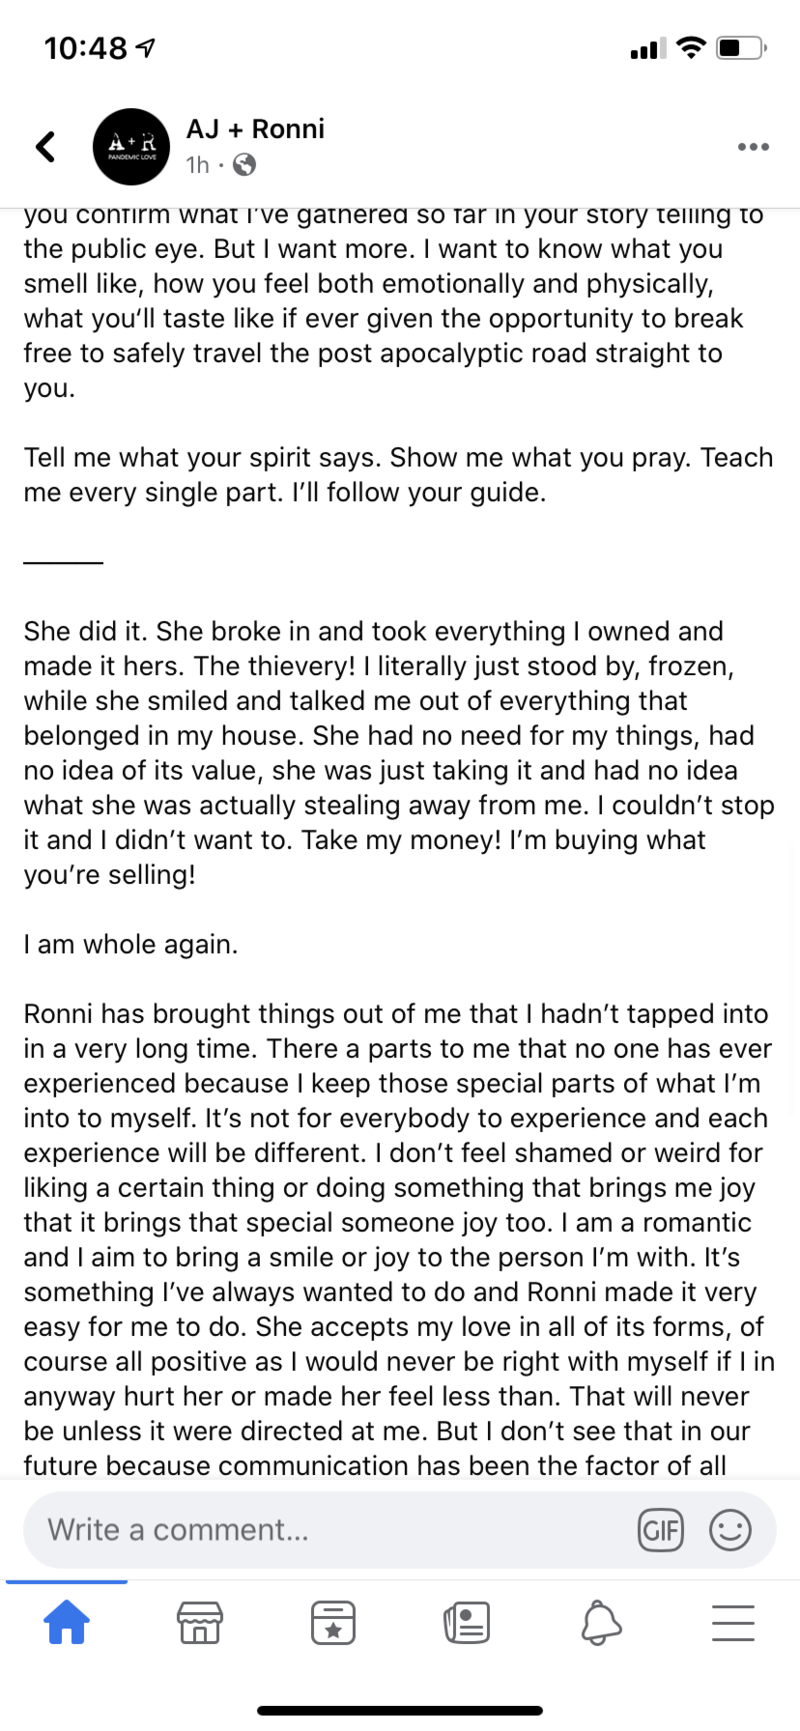 10:48
A+R
PANDEMIC LOVE
AJ + Ronni
1h ·
you confirm what I've gathered so far in your story telling to
the public eye. But I want more. I want to know what you
smell like, how you feel both emotionally and physically,
what you‘ll taste like if ever given the opportunity to break
free to safely travel the post apocalyptic road straight to
you.
Tell me what your spirit says. Show me what you pray. Teach
me every single part. I’ll follow your guide.
______
She did it. She broke in and took everything I owned and
made it hers. The thievery! I literally just stood by, frozen,
while she smiled and talked me out of everything that
belonged in my house. She had no need for my things, had
no idea of its value, she was just taking it and had no idea
what she was actually stealing away from me. I couldn’t stop
it and I didn’t want to. Take my money! I’m buying what
you’re selling!
I am whole again.
Ronni has brought things out of me that I hadn’t tapped into
in a very long time. There a parts to me that no one has ever
experienced because I keep those special parts of what I’m
into to myself. It’s not for everybody to experience and each
experience will be different. I don’t feel shamed or weird for
liking a certain thing or doing something that brings me joy
that it brings that special someone joy too. I am a romantic
and I aim to bring a smile or joy to the person I’m with. It’s
something I’ve always wanted to do and Ronni made it very
easy for me to do. She accepts my love in all of its forms, of
course all positive as I would never be right with myself if I in
anyway hurt her or made her feel less than. That will never
be unless it were directed at me. But I don’t see that in our
future because communication has been the factor of all
Write a comment...
GIF